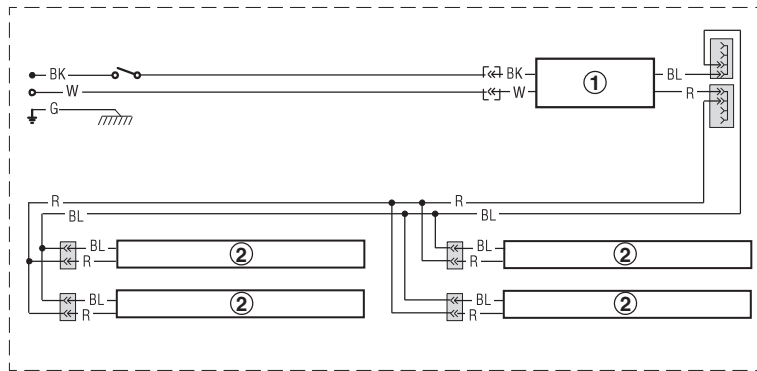 BK BK 1 BL
W W R
G
R R
BL BL
BL 2 BL 2
R R
BL 2 BL 2
R R